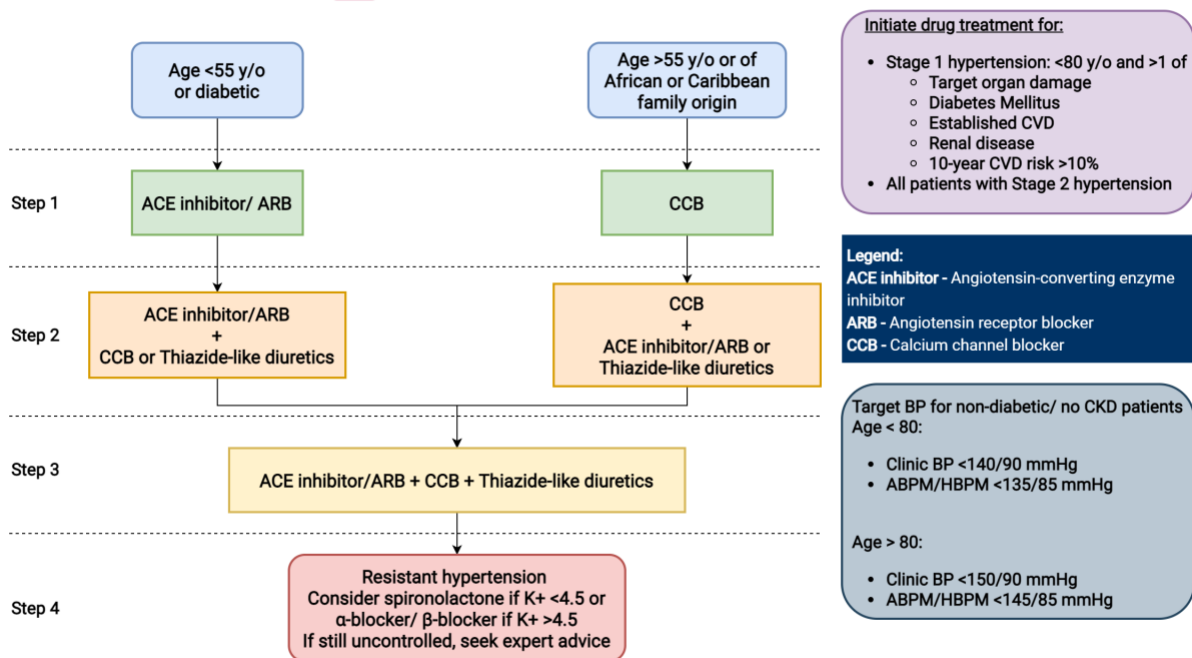 Age <55 y/o
or diabetic
Age >55 y/o or of
African or Caribbean
family origin
Step 1
ACE inhibitor/ ARB
CCB
Step 2
ACE inhibitor/ARB
+
CCB or Thiazide-like diuretics
CCB
+
ACE inhibitor/ARB or
Thiazide-like diuretics
Step 3
ACE inhibitor/ARB + CCB + Thiazide-like diuretics
Step 4
Resistant hypertension
Consider spironolactone if K+ <4.5 or
α-blocker/ β-blocker if K+ >4.5
If still uncontrolled, seek expert advice
Initiate drug treatment for:
• Stage 1 hypertension: <80 y/o and >1 of
○ Target organ damage
○ Diabetes Mellitus
○ Established CVD
○ Renal disease
○ 10-year CVD risk >10%
• All patients with Stage 2 hypertension
Legend:
ACE inhibitor - Angiotensin-converting enzyme
inhibitor
ARB - Angiotensin receptor blocker
CCB - Calcium channel blocker
Target BP for non-diabetic/ no CKD patients
Age < 80:
• Clinic BP <140/90 mmHg
• ABPM/HBPM <135/85 mmHg
Age > 80:
• Clinic BP <150/90 mmHg
• ABPM/HBPM <145/85 mmHg